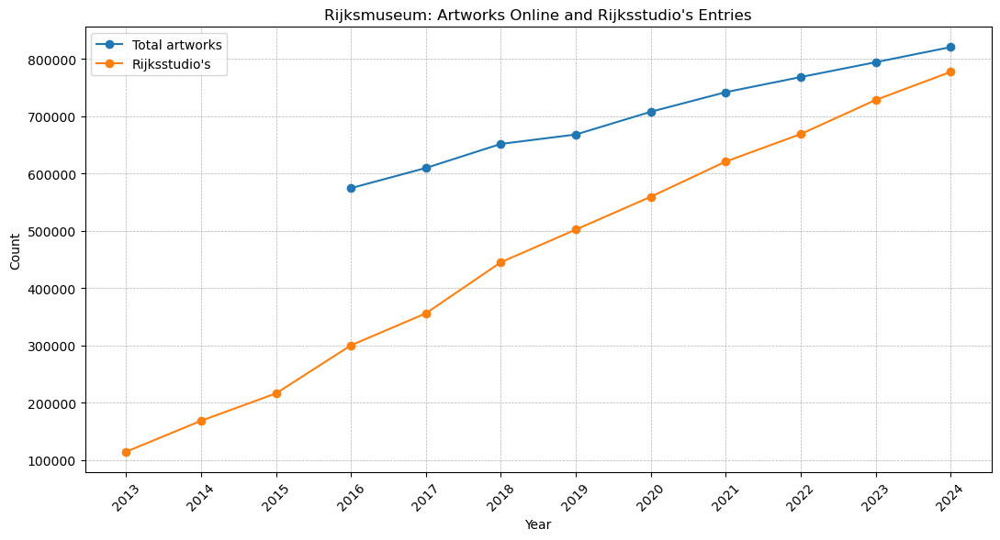 Rijksmuseum: Artworks Online and Rijksstudio's Entries
Total artworks
Rijksstudio's
Count
800000
700000
600000
500000
400000
300000
200000
100000
2013 2014 2015 2016 2017 2018 2019 2020 2021 2022 2023 2024
Year